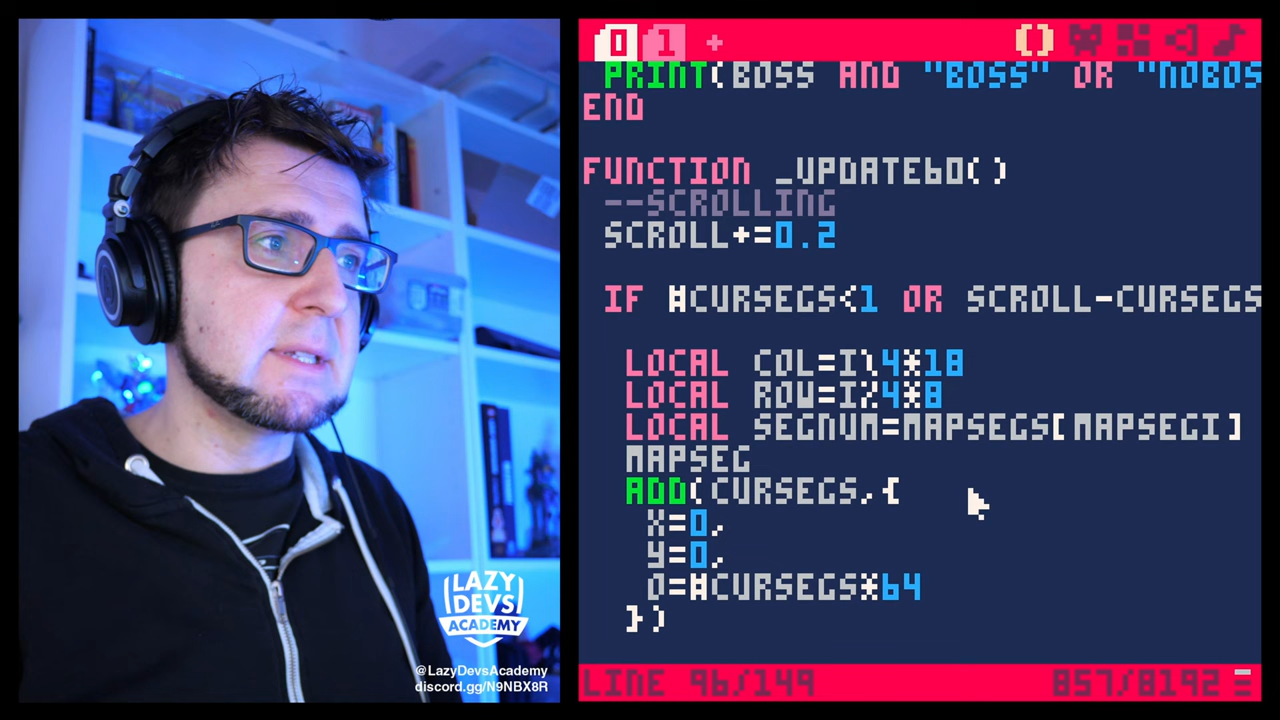 0 1 +
PRINT(BOSS AND "BOSS" OR "NOBOS
END
FUNCTION _UPDATE60()
--SCROLLING
SCROLL+=0.2
IF #CURSEGS<1 OR SCROLL-CURSEGS
LOCAL COL=I\4*18
LOCAL ROW=I%4*8
LOCAL SEGNUM=MAPSEGS[MAPSEGI]
MAPSEG
ADD(CURSEGS,{
X=0,
Y=0,
O=#CURSEGS*64
})
LINE 96/149
857/8192
LAZY
DEVS
ACADEMY
@LazyDevsAcademy
discord.gg/N9NBX8R